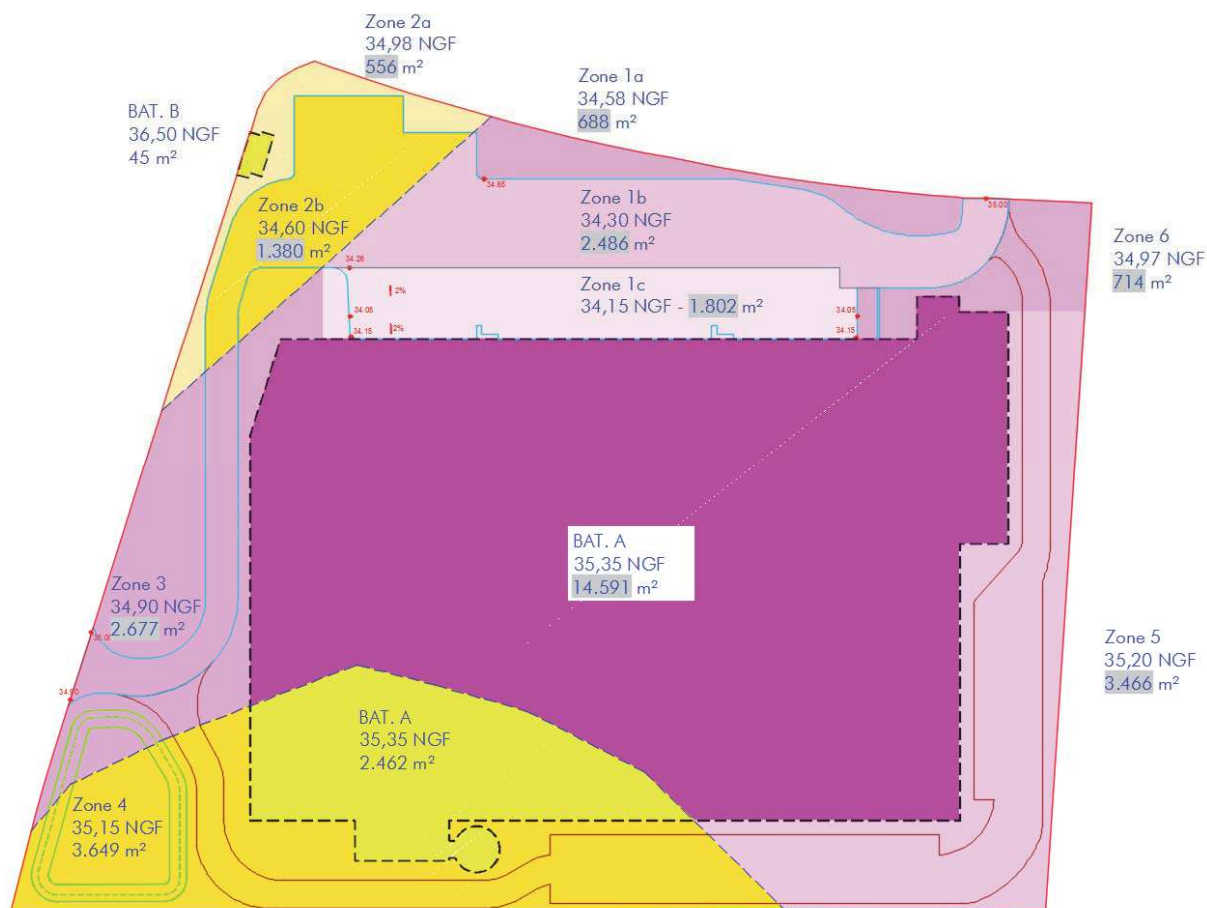 Zone 2a
34,98 NGF
556 m²
Zone 1a
34,58 NGF
688 m²
BAT. B
36,50 NGF
45 m²
34.65
Zone 1b
34,30 NGF
2.486 m²
35.00
Zone 2b
34,60 NGF
1.380 m²
Zone 6
34,97 NGF
714 m²
34.26
Zone 1c
34,15 NGF - 1.802 m²
2%
34.05
34.05
2%
34.15
34.15
BAT. A
35,35 NGF
14.591 m²
Zone 3
34,90 NGF
2.677 m²
Zone 5
35,20 NGF
3.466 m²
34.90
BAT. A
35,35 NGF
2.462 m²
Zone 4
35,15 NGF
3.649 m²